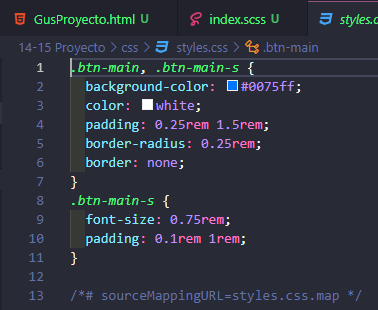 GusProyecto.html index.scss styles.
14-15 Proyecto > css > styles.css > .btn-main
1 .btn-main, .btn-main-s {
2 background-color: #0075ff;
3 color: white;
4 padding: 0.25rem 1.5rem;
5 border-radius: 0.25rem;
6 border: none;
7 }
8 .btn-main-s {
9 font-size: 0.75rem;
10 padding: 0.1rem 1rem;
11 }
12
13 /*# sourceMappingURL=styles.css.map */